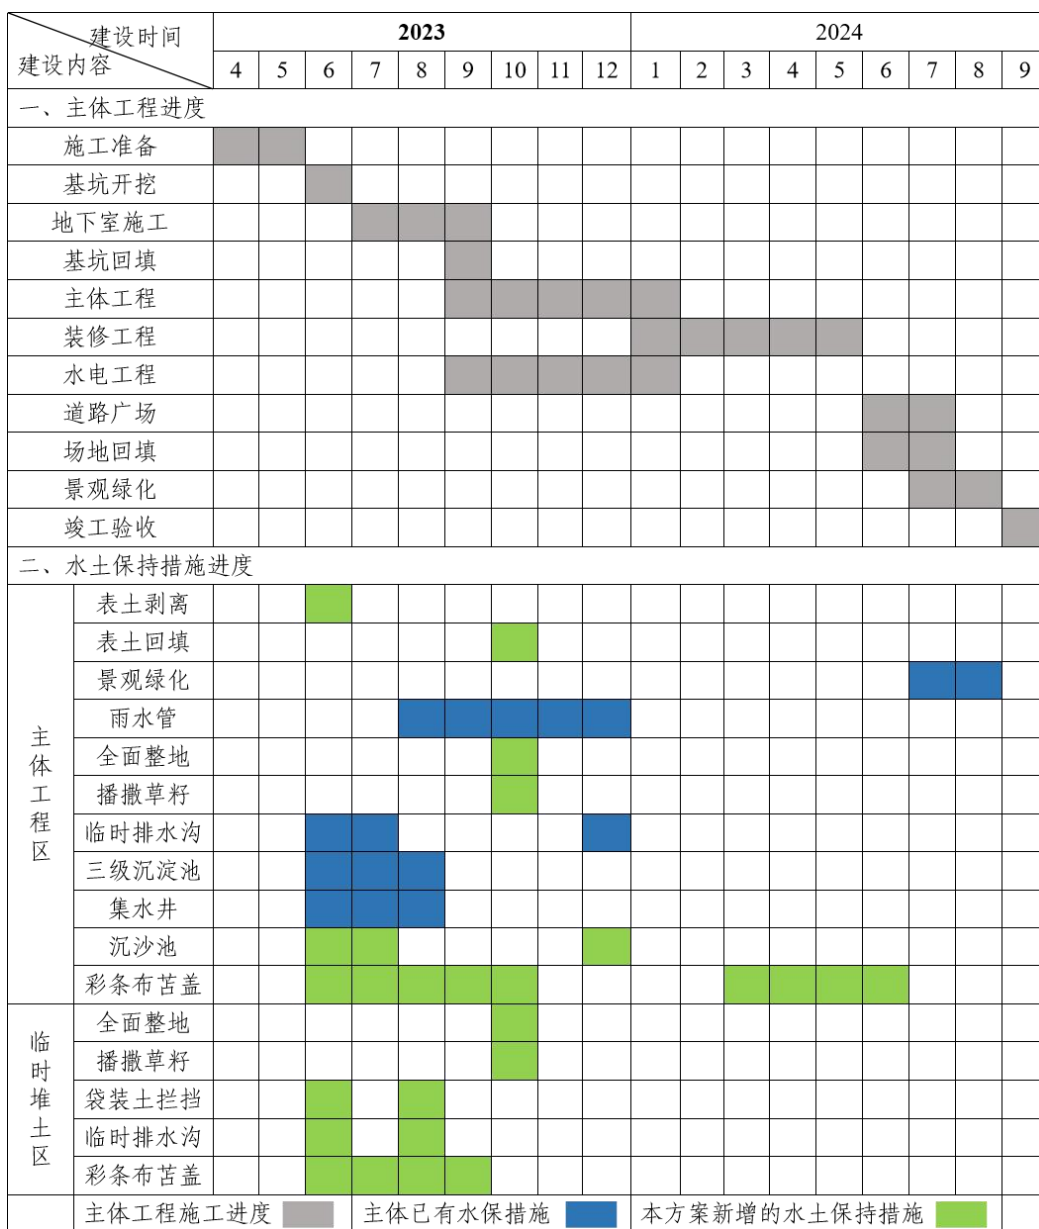 建设时间
建设内容
2023 2024
4 5 6 7 8 9 10 11 12 1 2 3 4 5 6 7 8 9
一、主体工程进度
施工准备
基坑开挖
地下室施工
基坑回填
主体工程
装修工程
水电工程
道路广场
场地回填
景观绿化
竣工验收
二、水土保持措施进度
主体工程区
表土剥离
表土回填
景观绿化
雨水管
全面整地
播撒草籽
临时排水沟
三级沉淀池
集水井
沉沙池
彩条布苫盖
临时堆土区
全面整地
播撒草籽
袋装土拦挡
临时排水沟
彩条布苫盖
主体工程施工进度 主体已有水保措施 本方案新增的水土保持措施